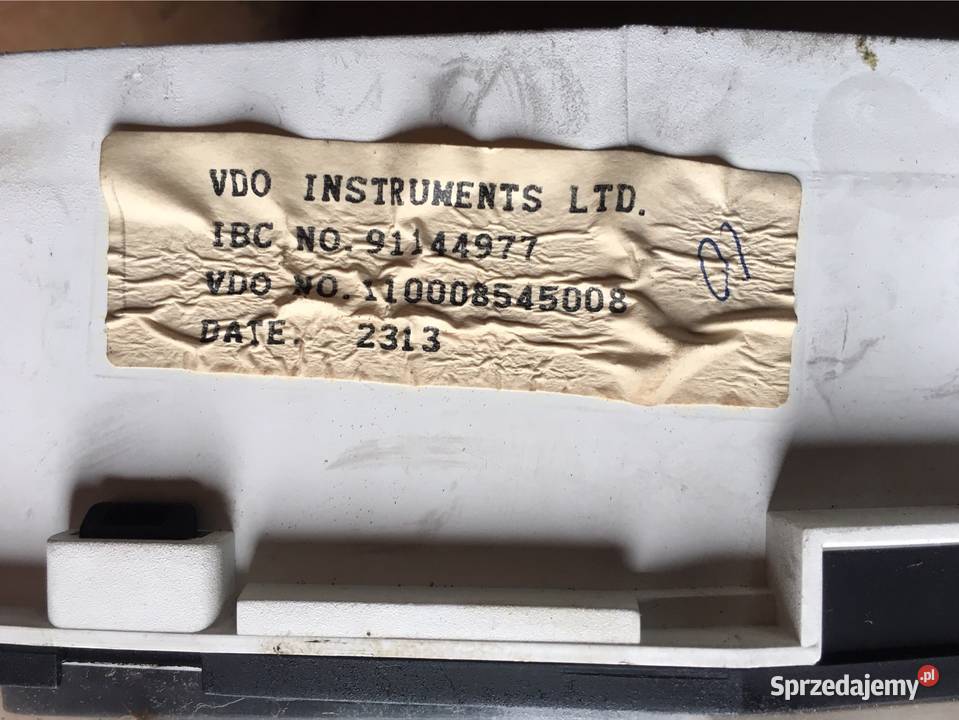 VDO INSTRUMENTS LTD.
IBC NO. 91144977
VDO NO. 110008545008
DATE. 2313
Sprzedajemy.pl